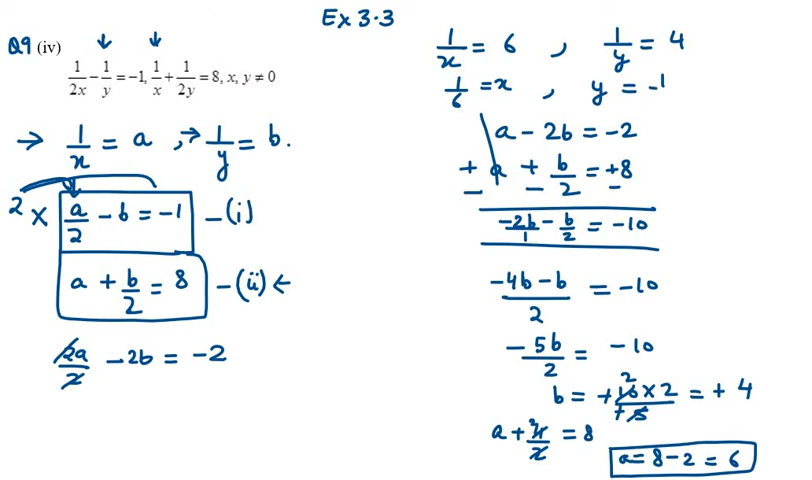 Ex 3.3
Q9 (iv) ↓ ↓
1/2x − 1/y = −1, 1/x + 1/2y = 8, x, y ≠ 0
→ 1/x = a , → 1/y = b.
2 × a/2 − b = −1 —(i)
a + b/2 = 8 —(ii) ←
2a/2 − 2b = −2
1/x = 6 , 1/y = 4
1/6 = x , y = −1
a − 2b = −2
+ a + b/2 = +8
− − −
−2b/1 − b/2 = −10
−4b − b/2 = −10
−5b/2 = −10
b = +10 × 2/+5 = +4
2
a + 4/2 = 8
2
a = 8 − 2 = 6